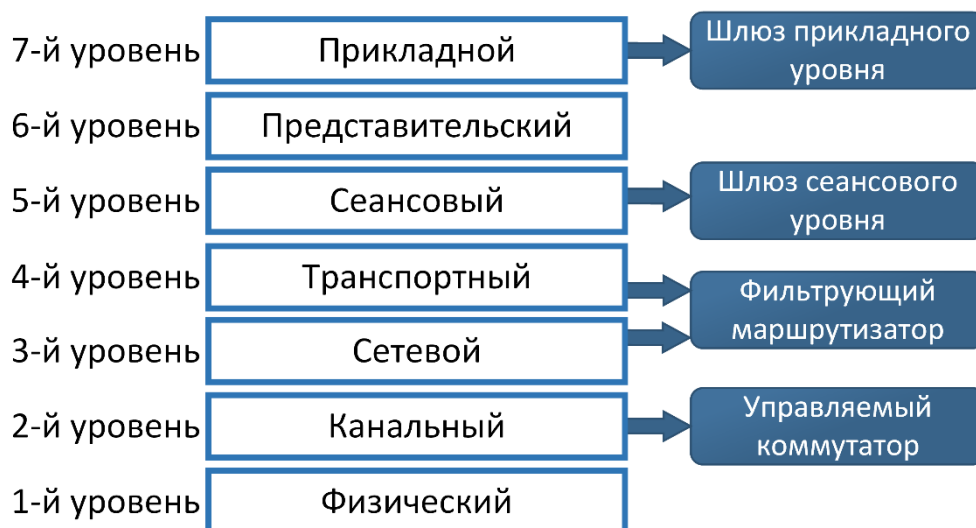 7-й уровень
Прикладной
Шлюз прикладного
уровня
6-й уровень
Представительский
5-й уровень
Сеансовый
Шлюз сеансового
уровня
4-й уровень
Транспортный
Фильтрующий
маршрутизатор
3-й уровень
Сетевой
2-й уровень
Канальный
Управляемый
коммутатор
1-й уровень
Физический